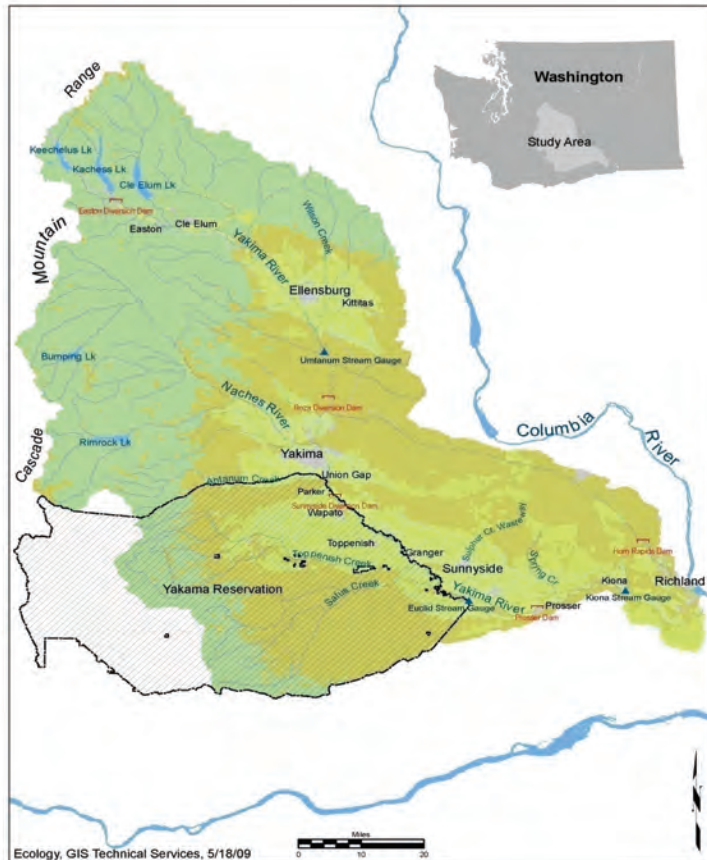 Range
Washington
Study Area
Keechelus Lk
Kachess Lk
Cle Elum Lk
Easton Diversion Dam
Easton
Cle Elum
Wilson Creek
Mountain
Yakima River
Ellensburg
Kittitas
Bumping Lk
Umtanum Stream Gauge
Naches River
Roza Diversion Dam
Columbia
River
Rimrock Lk
Cascade
Yakima
Ahtanum Creek
Union Gap
Parker
Sunnyside Diversion Dam
Wapato
Toppenish
Granger
Sulphur Cr. Wasteway
Spring Cr
Horn Rapids Dam
Toppenish Creek
Sunnyside
Yakama Reservation
Satus Creek
Yakima River
Kiona
Richland
Euclid Stream Gauge
Prosser
Kiona Stream Gauge
Prosser Dam
Miles
0
10
20
Ecology, GIS Technical Services, 5/18/09